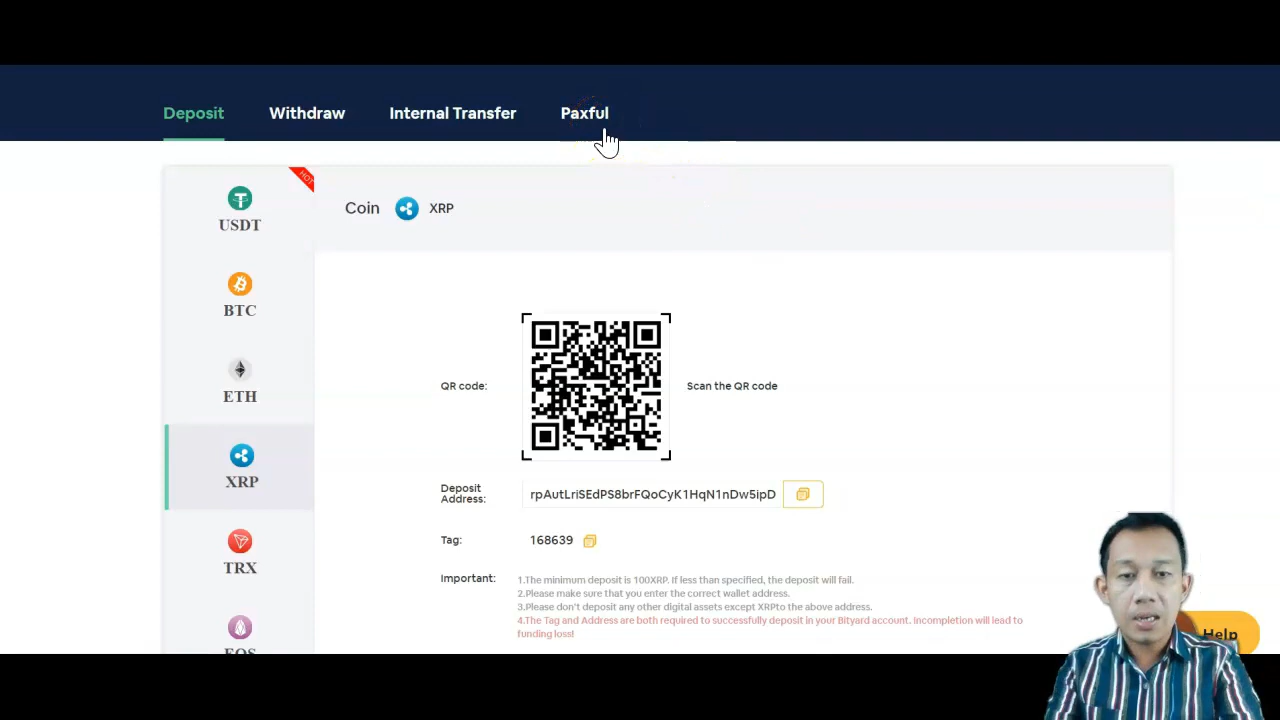 Deposit Withdraw Internal Transfer Paxful
HOT
USDT
BTC
ETH
XRP
TRX
EOS
Coin XRP
QR code: Scan the QR code
Deposit
Address:
rpAutLriSEdPS8brFQoCyK1HqN1nDw5ipD
Tag: 168639
Important:
1.The minimum deposit is 100XRP. If less than specified, the deposit will fail.
2.Please make sure that you enter the correct wallet address.
3.Please don't deposit any other digital assets except XRPto the above address.
4.The Tag and Address are both required to successfully deposit in your Bityard account. Incompletion will lead to
funding loss!
Help